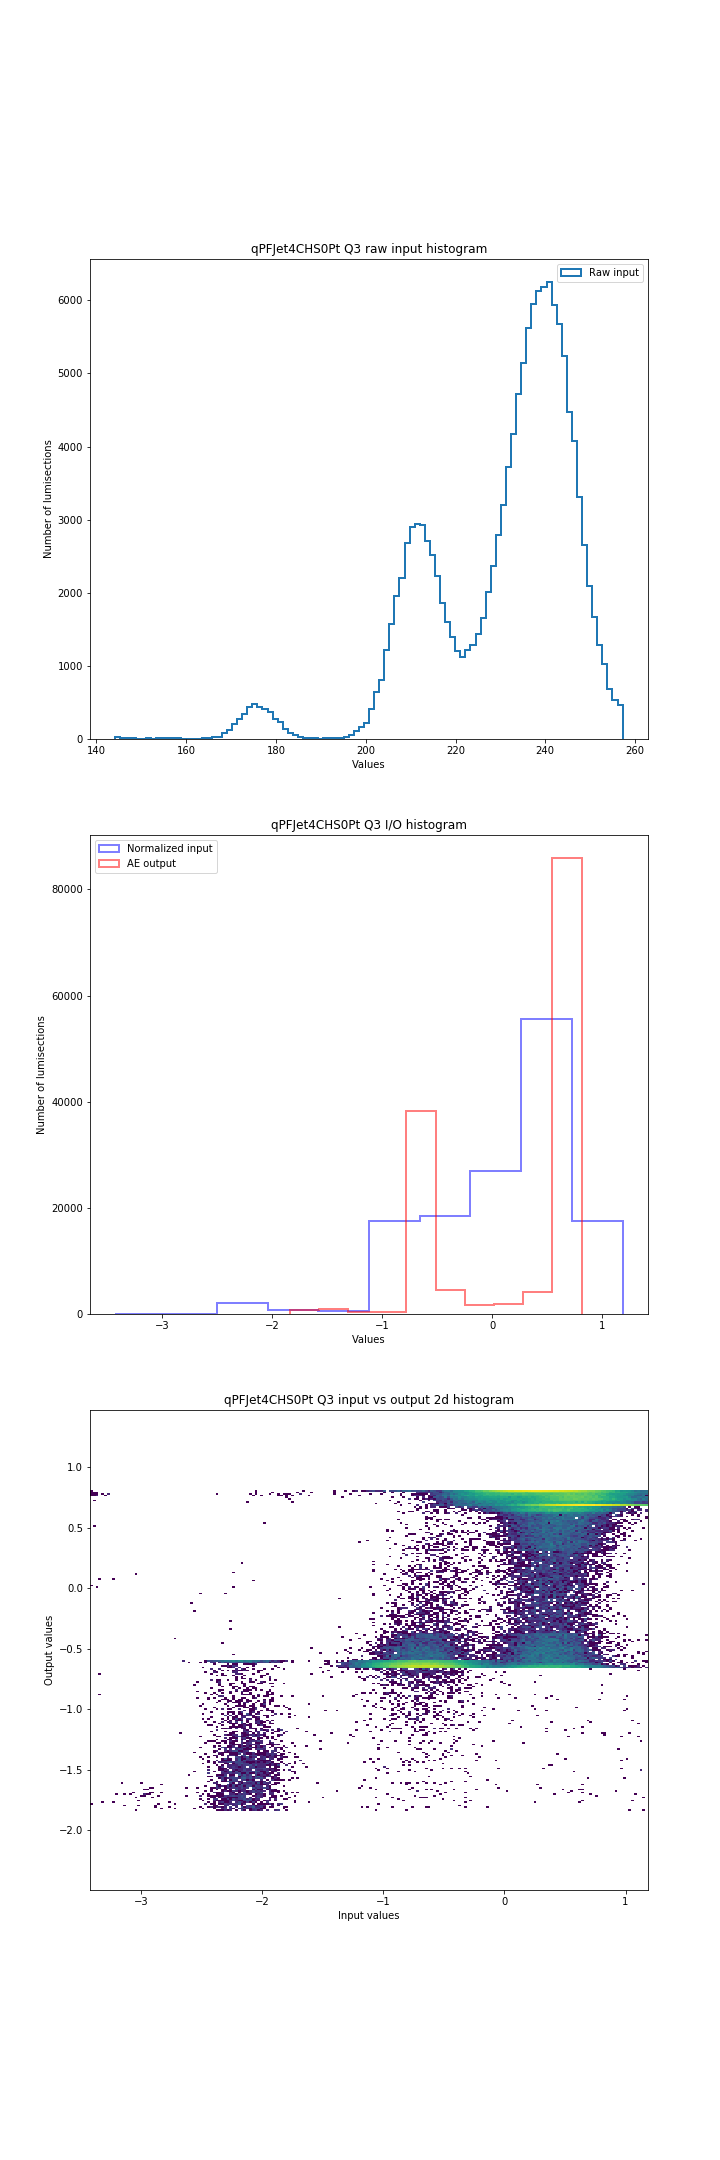 qPFJet4CHS0Pt Q3 raw input histogram
Raw input
6000
5000
4000
3000
2000
1000
0
Number of lumisections
140 160 180 200 220 240 260
Values
qPFJet4CHS0Pt Q3 I/O histogram
Normalized input
AE output
80000
60000
40000
20000
0
Number of lumisections
−3 −2 −1 0 1
Values
qPFJet4CHS0Pt Q3 input vs output 2d histogram
1.0
0.5
0.0
−0.5
−1.0
−1.5
−2.0
Output values
−3 −2 −1 0 1
Input values